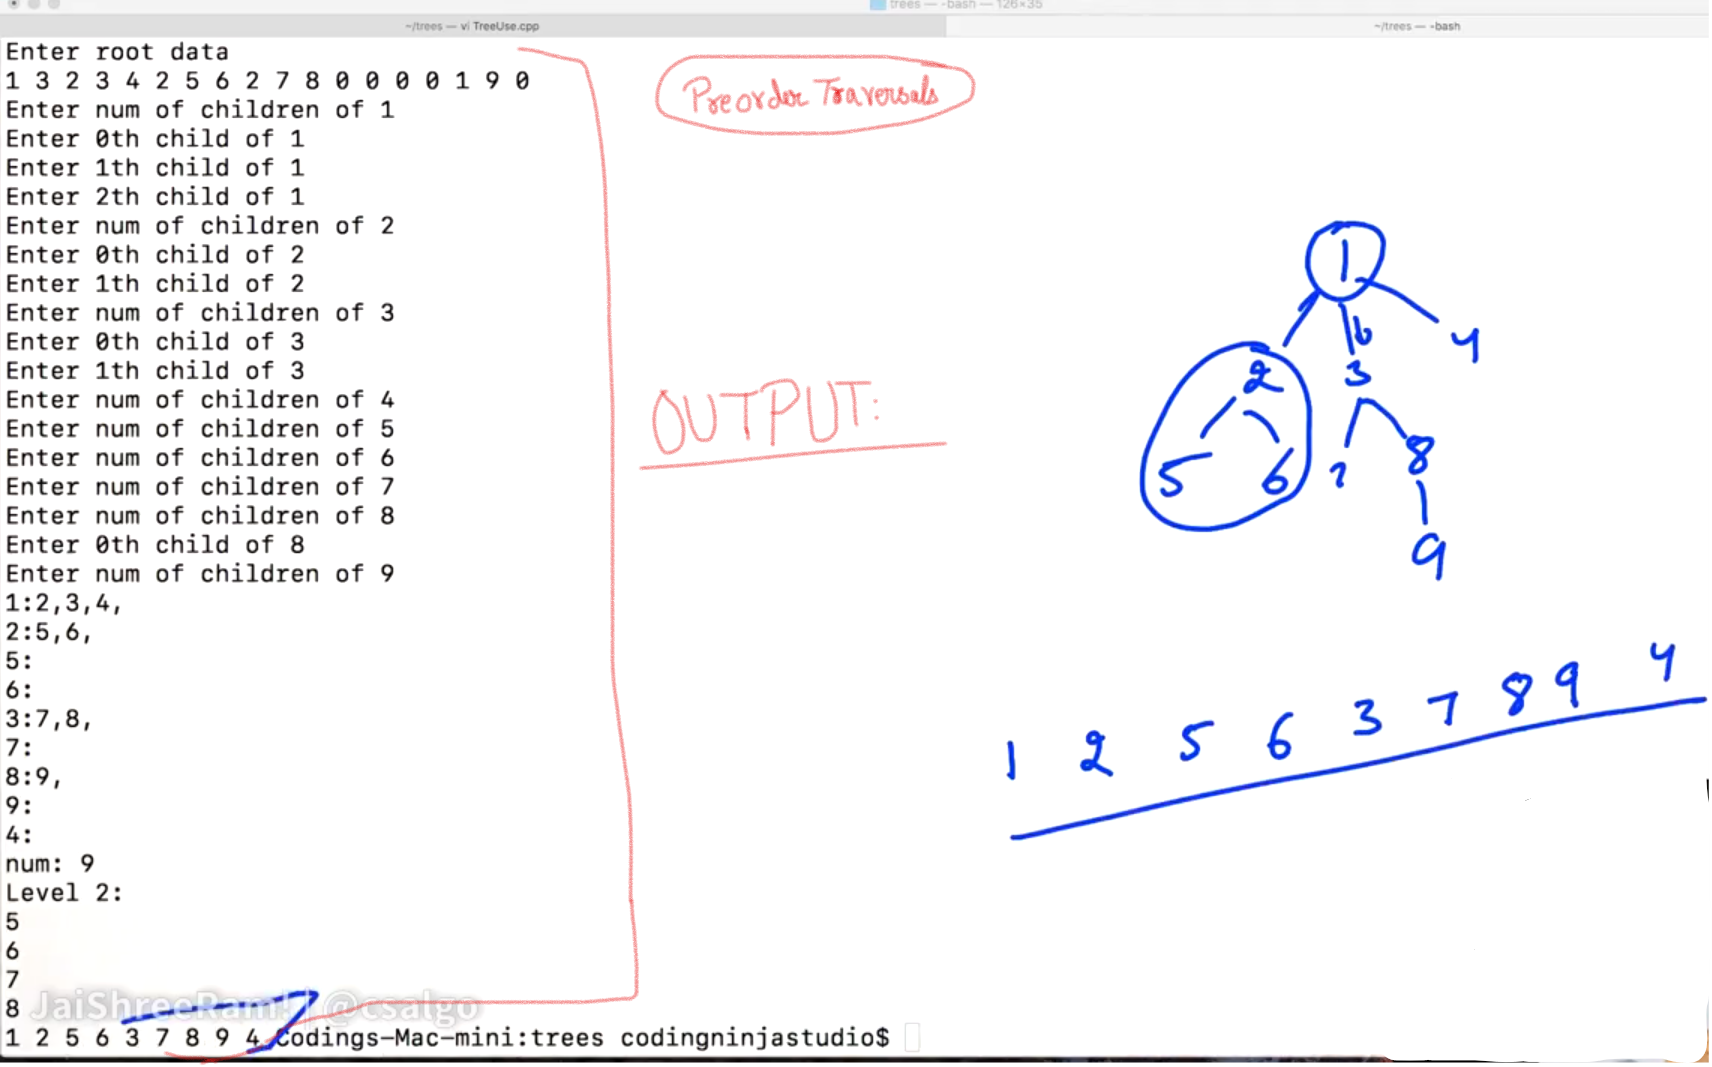 trees — -bash — 126×35
~/trees — vi TreeUse.cpp
~/trees — -bash
Enter root data
1 3 2 3 4 2 5 6 2 7 8 0 0 0 0 1 9 0
Enter num of children of 1
Enter 0th child of 1
Enter 1th child of 1
Enter 2th child of 1
Enter num of children of 2
Enter 0th child of 2
Enter 1th child of 2
Enter num of children of 3
Enter 0th child of 3
Enter 1th child of 3
Enter num of children of 4
Enter num of children of 5
Enter num of children of 6
Enter num of children of 7
Enter num of children of 8
Enter 0th child of 8
Enter num of children of 9
1:2,3,4,
2:5,6,
5:
6:
3:7,8,
7:
8:9,
9:
4:
num: 9
Level 2:
5
6
7
8
JaiShreeRam! | @csalgo
1 2 5 6 3 7 8 9 4 Codings-Mac-mini:trees codingninjastudio$
Preorder Traversals
OUTPUT:
1
2 3 4
5 6 7 8
9
1 2 5 6 3 7 8 9 4